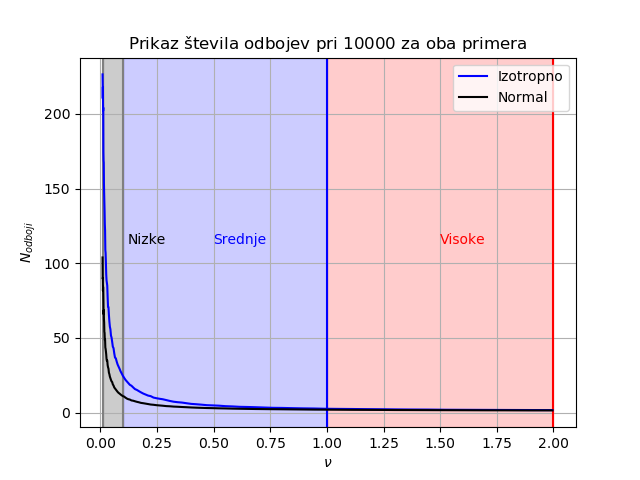 Prikaz števila odbojev pri 10000 za oba primera
Izotropno
Normal
200
150
100
50
0
N_odboji
Nizke
Srednje
Visoke
0.00 0.25 0.50 0.75 1.00 1.25 1.50 1.75 2.00
ν